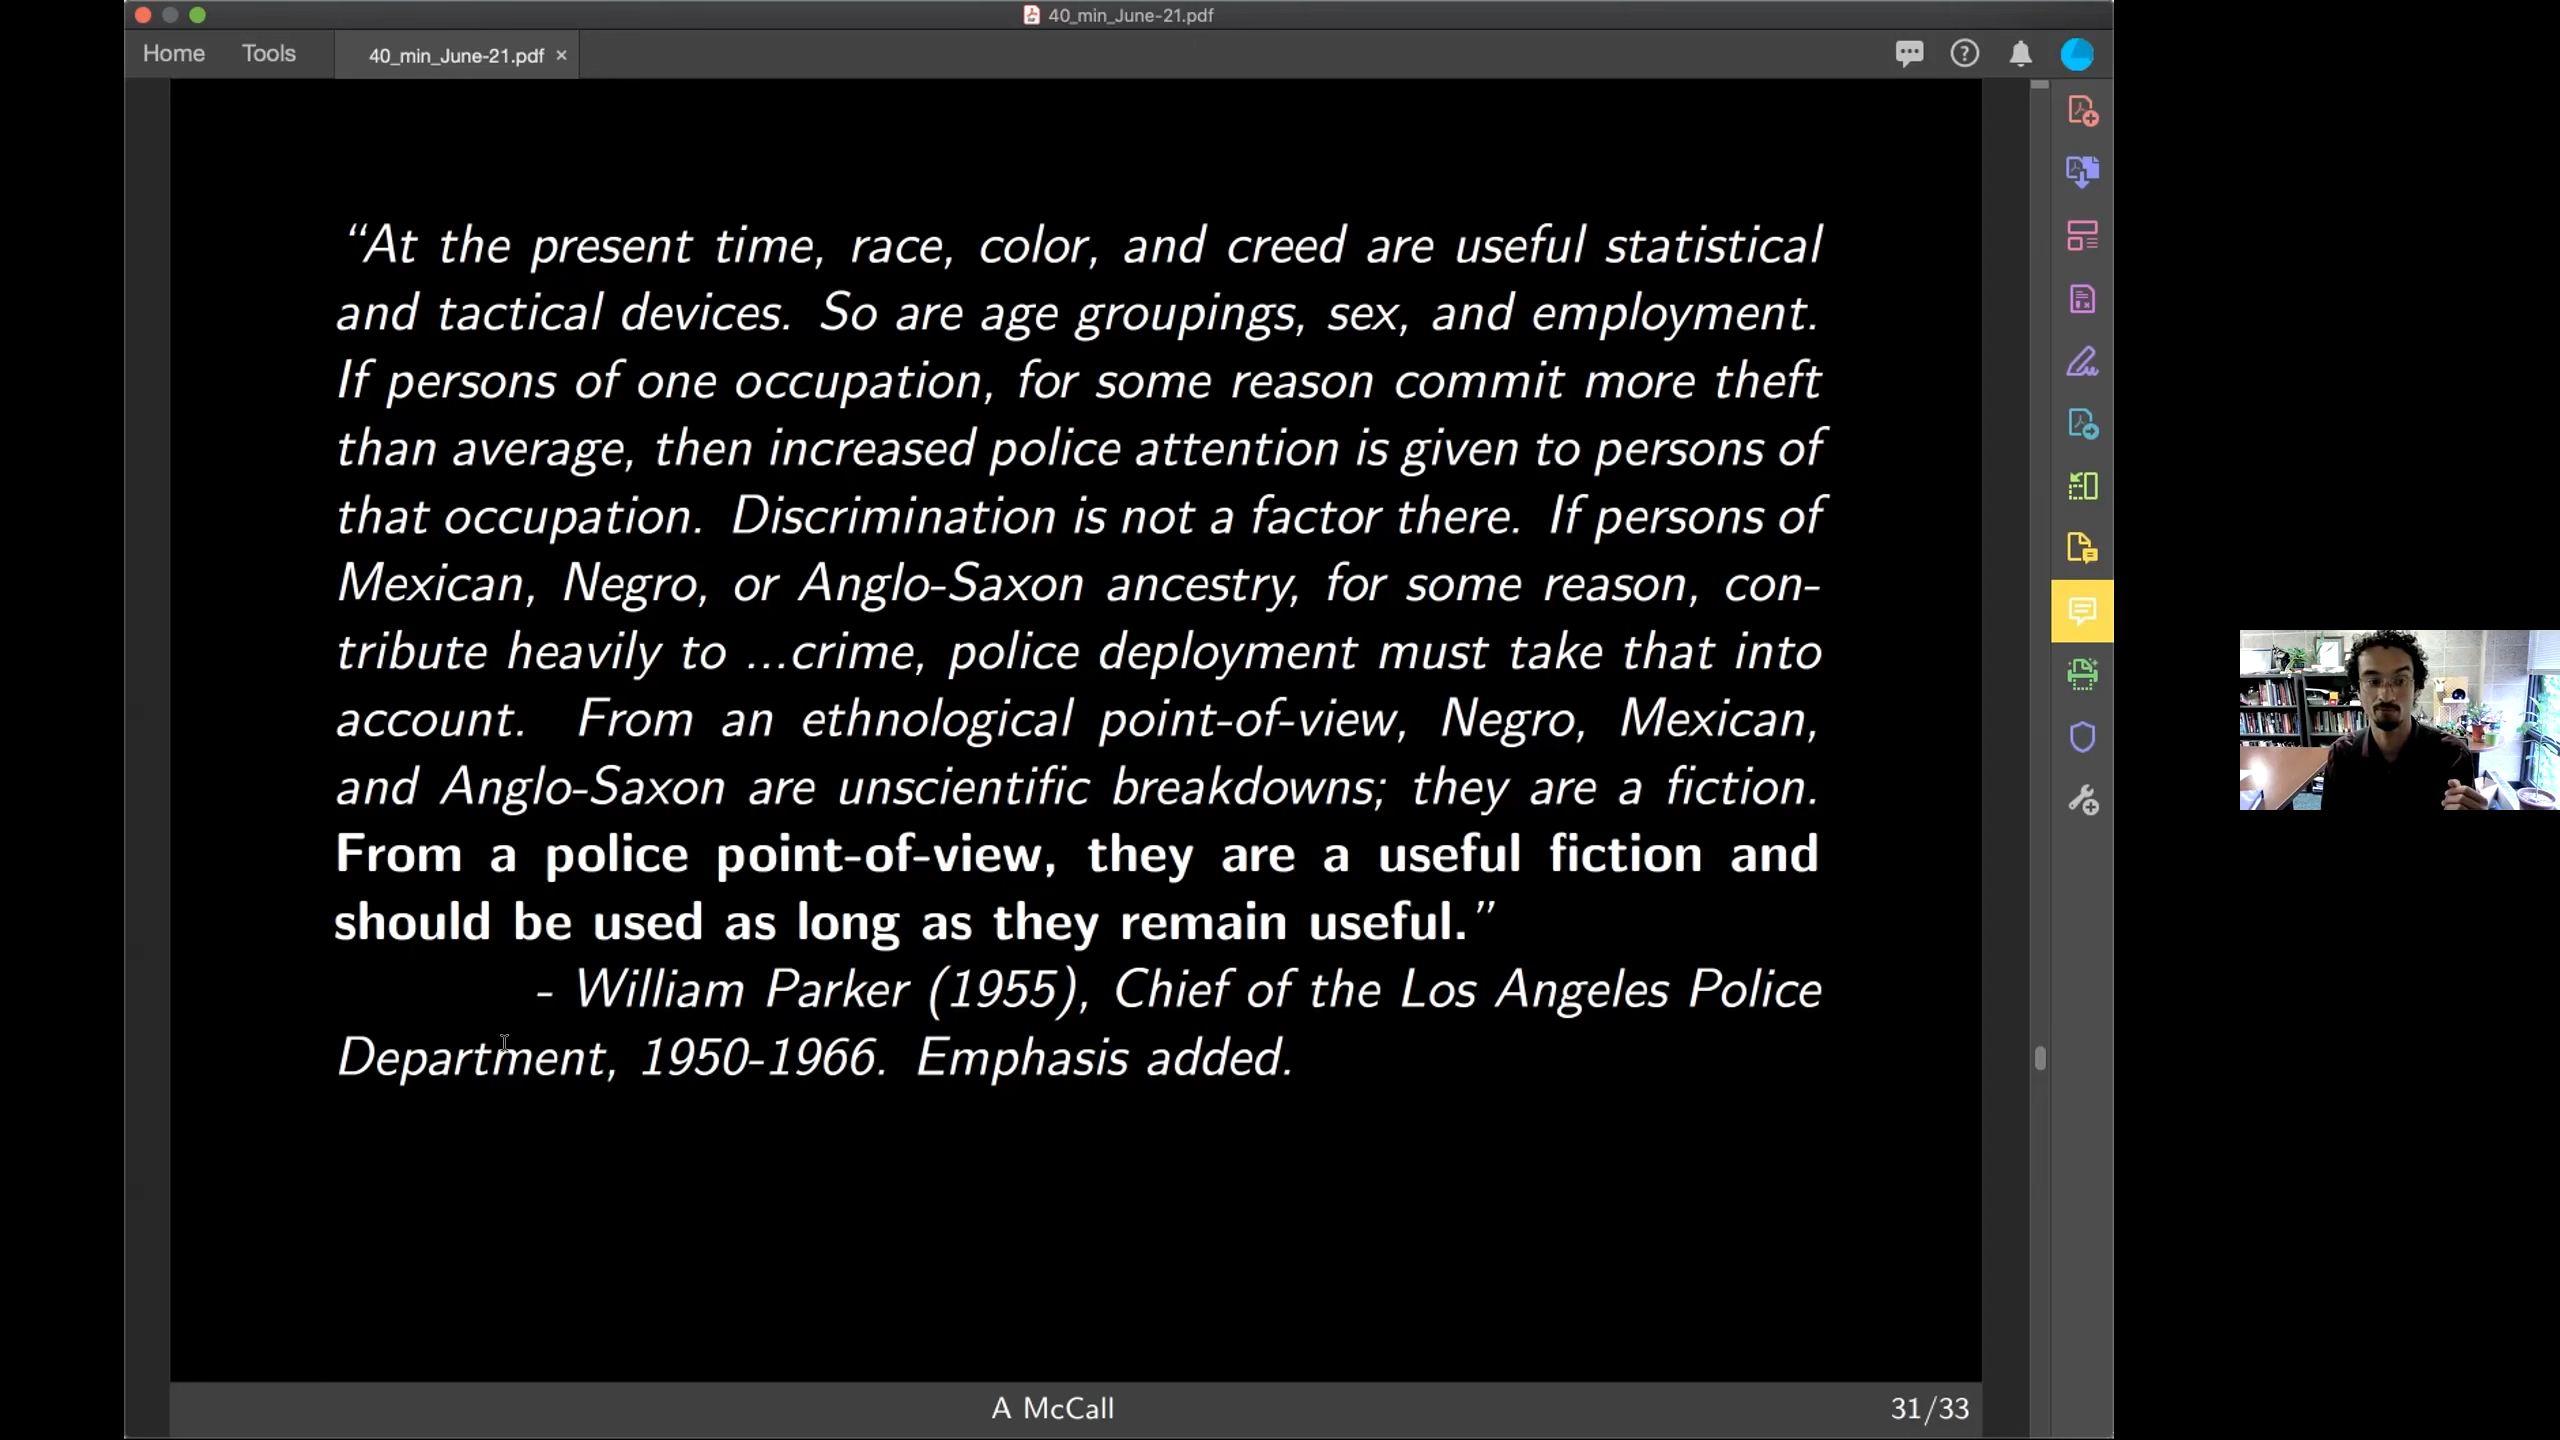 40_min_June-21.pdf
Home Tools 40_min_June-21.pdf ×
“At the present time, race, color, and creed are useful statistical
and tactical devices. So are age groupings, sex, and employment.
If persons of one occupation, for some reason commit more theft
than average, then increased police attention is given to persons of
that occupation. Discrimination is not a factor there. If persons of
Mexican, Negro, or Anglo-Saxon ancestry, for some reason, con-
tribute heavily to ...crime, police deployment must take that into
account. From an ethnological point-of-view, Negro, Mexican,
and Anglo-Saxon are unscientific breakdowns; they are a fiction.
From a police point-of-view, they are a useful fiction and
should be used as long as they remain useful.”
- William Parker (1955), Chief of the Los Angeles Police
Department, 1950-1966. Emphasis added.
A McCall 31/33